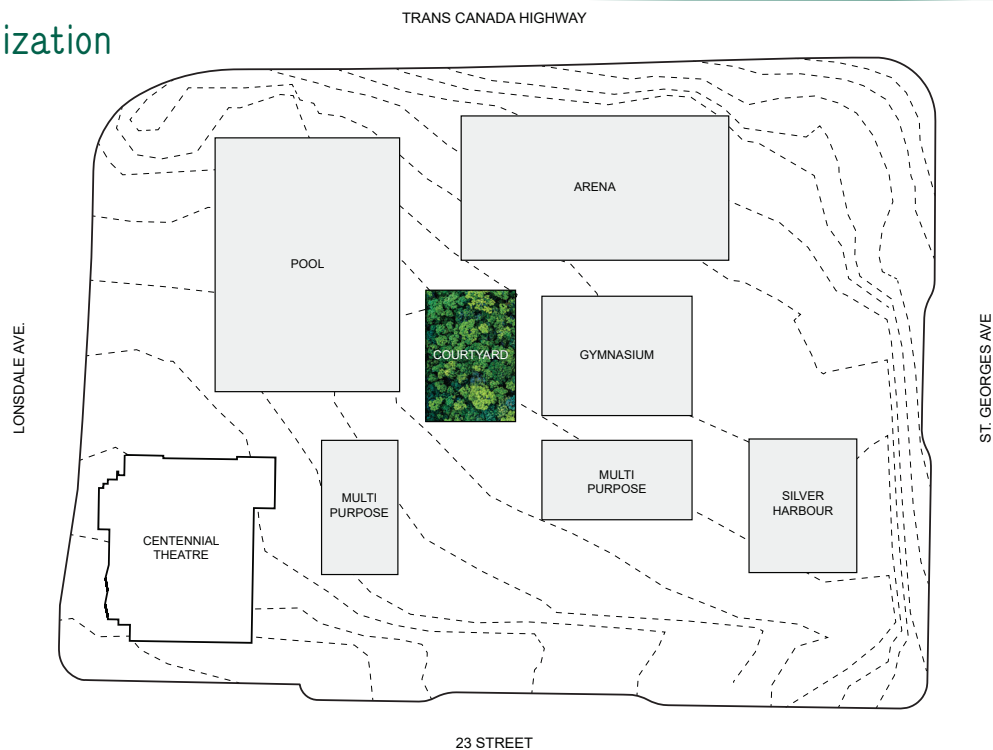 TRANS CANADA HIGHWAY
ization
ARENA
POOL
COURTYARD
GYMNASIUM
LONSDALE AVE.
ST. GEORGES AVE
MULTI
PURPOSE
MULTI
PURPOSE
SILVER
HARBOUR
CENTENNIAL
THEATRE
23 STREET